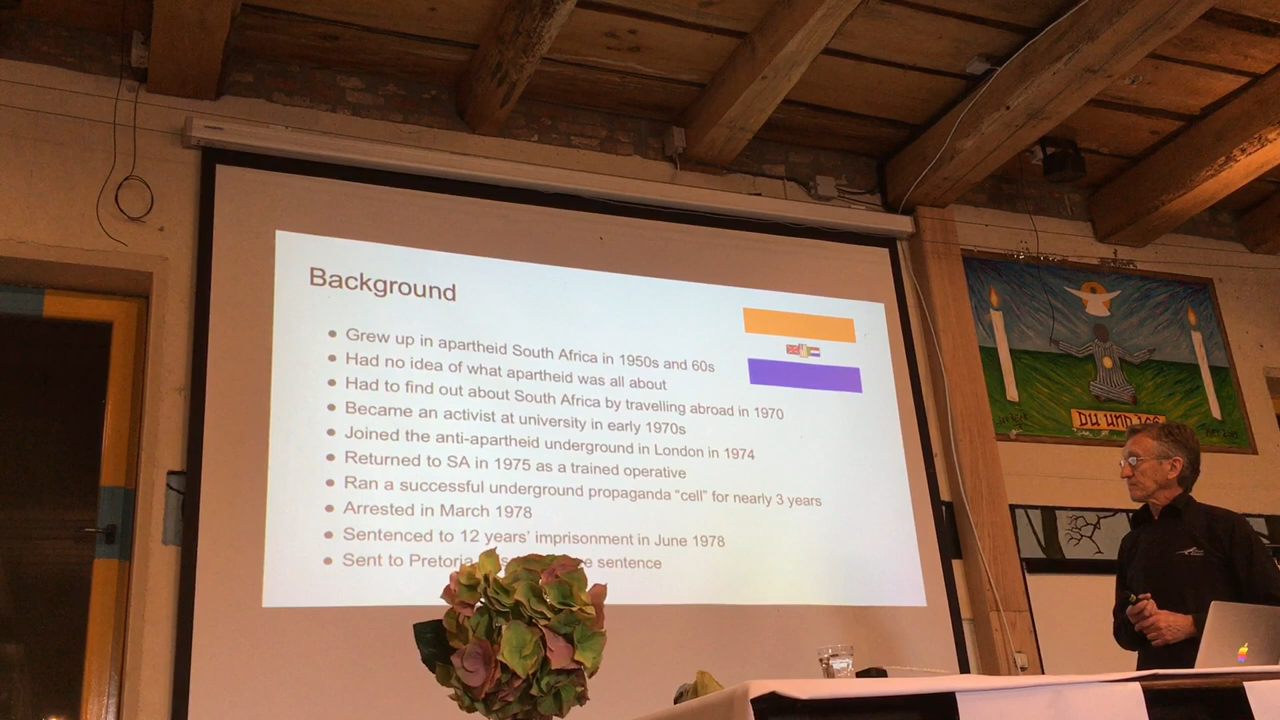 Background
● Grew up in apartheid South Africa in 1950s and 60s
● Had no idea of what apartheid was all about
● Had to find out about South Africa by travelling abroad in 1970
● Became an activist at university in early 1970s
● Joined the anti-apartheid underground in London in 1974
● Returned to SA in 1975 as a trained operative
● Ran a successful underground propaganda "cell" for nearly 3 years
● Arrested in March 1978
● Sentenced to 12 years' imprisonment in June 1978
● Sent to Pretoria sentence
DU UND ICH